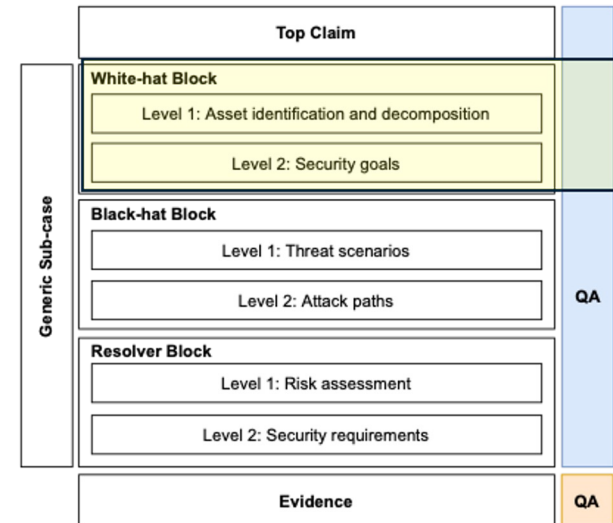 Top Claim
White-hat Block
Level 1: Asset identification and decomposition
Level 2: Security goals
Generic Sub-case
Black-hat Block
Level 1: Threat scenarios
Level 2: Attack paths
QA
Resolver Block
Level 1: Risk assessment
Level 2: Security requirements
Evidence
QA